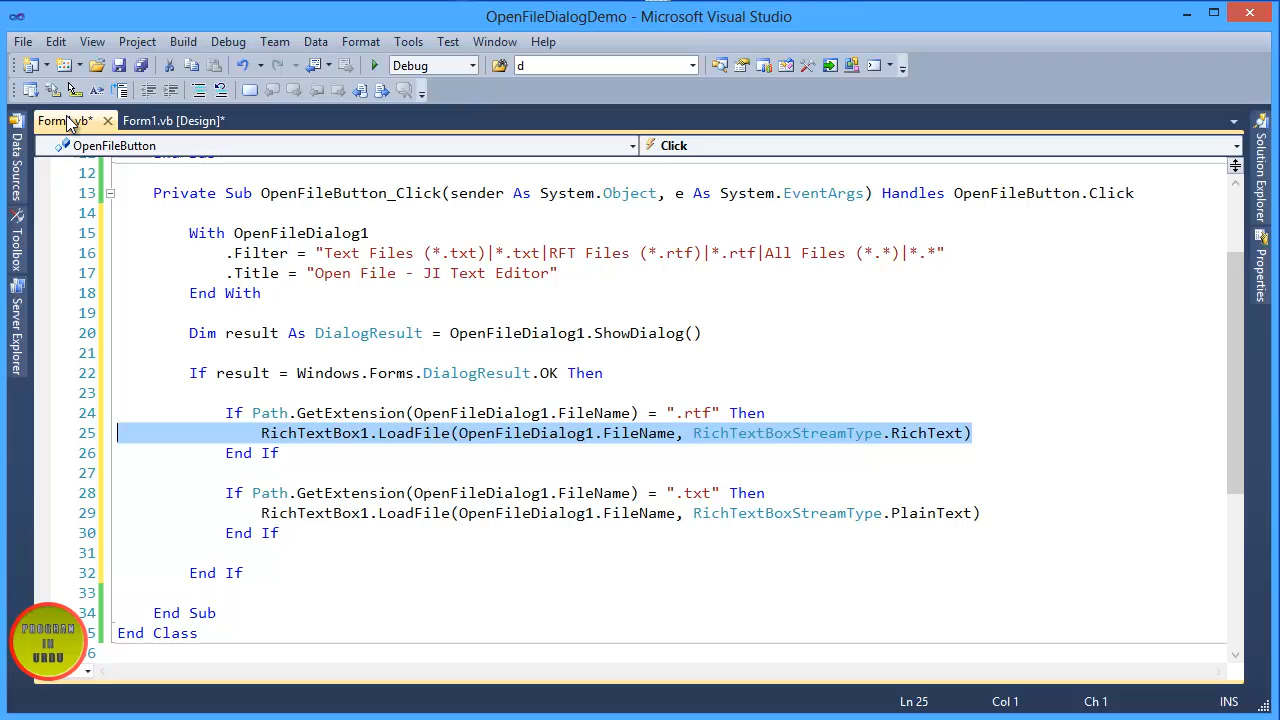 OpenFileDialogDemo - Microsoft Visual Studio
File Edit View Project Build Debug Team Data Format Tools Test Window Help
Debug d
Form1.vb* Form1.vb [Design]*
OpenFileButton Click
Data Sources
Toolbox
Server Explorer
Solution Explorer
Properties
12
13 Private Sub OpenFileButton_Click(sender As System.Object, e As System.EventArgs) Handles OpenFileButton.Click
14
15 With OpenFileDialog1
16 .Filter = "Text Files (*.txt)|*.txt|RFT Files (*.rtf)|*.rtf|All Files (*.*)|*.*"
17 .Title = "Open File - JI Text Editor"
18 End With
19
20 Dim result As DialogResult = OpenFileDialog1.ShowDialog()
21
22 If result = Windows.Forms.DialogResult.OK Then
23
24 If Path.GetExtension(OpenFileDialog1.FileName) = ".rtf" Then
25 RichTextBox1.LoadFile(OpenFileDialog1.FileName, RichTextBoxStreamType.RichText)
26 End If
27
28 If Path.GetExtension(OpenFileDialog1.FileName) = ".txt" Then
29 RichTextBox1.LoadFile(OpenFileDialog1.FileName, RichTextBoxStreamType.PlainText)
30 End If
31
32 End If
33
34 End Sub
5 End Class
6
PROGRAM
IN
URDU
Ln 25 Col 1 Ch 1 INS